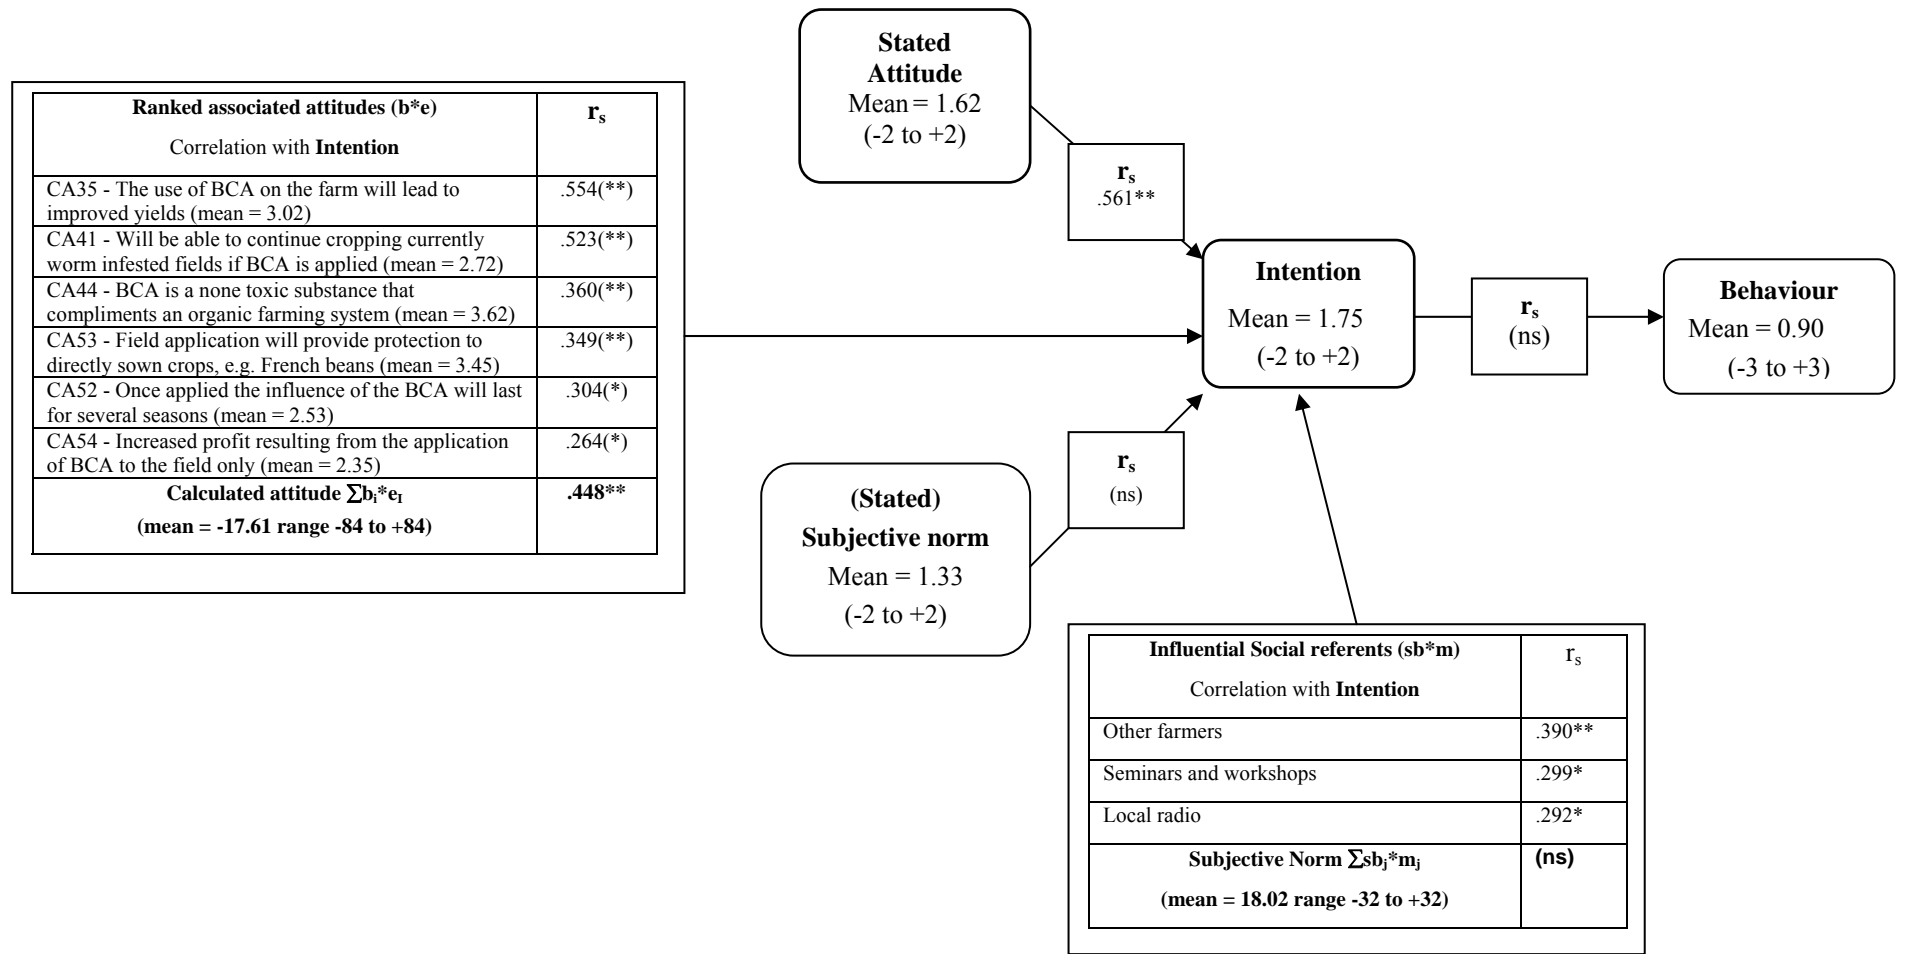 Stated
Attitude
Mean = 1.62
(-2 to +2)
Ranked associated attitudes (b*e)
Correlation with Intention
rs
CA35 - The use of BCA on the farm will lead to
improved yields (mean = 3.02)
.554(**)
CA41 - Will be able to continue cropping currently
worm infested fields if BCA is applied (mean = 2.72)
.523(**)
CA44 - BCA is a none toxic substance that
compliments an organic farming system (mean = 3.62)
.360(**)
CA53 - Field application will provide protection to
directly sown crops, e.g. French beans (mean = 3.45)
.349(**)
CA52 - Once applied the influence of the BCA will last
for several seasons (mean = 2.53)
.304(*)
CA54 - Increased profit resulting from the application
of BCA to the field only (mean = 2.35)
.264(*)
Calculated attitude ∑bi*eI
(mean = -17.61 range -84 to +84)
.448**
rs
.561**
Intention
Mean = 1.75
(-2 to +2)
rs
(ns)
Behaviour
Mean = 0.90
(-3 to +3)
rs
(ns)
(Stated)
Subjective norm
Mean = 1.33
(-2 to +2)
Influential Social referents (sb*m)
Correlation with Intention
rs
Other farmers
.390**
Seminars and workshops
.299*
Local radio
.292*
Subjective Norm ∑sbj*mj
(mean = 18.02 range -32 to +32)
(ns)